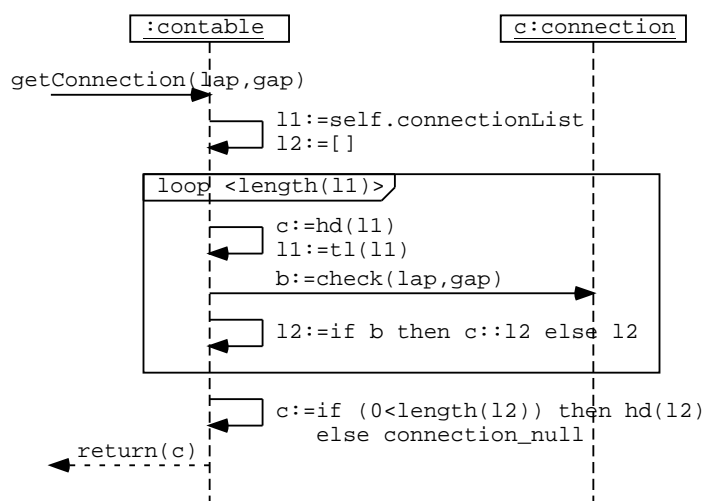 :contable
c:connection
getConnection(lap,gap)
l1:=self.connectionList
l2:=[]
loop <length(l1)>
c:=hd(l1)
l1:=tl(l1)
b:=check(lap,gap)
l2:=if b then c::l2 else l2
c:=if (0<length(l2)) then hd(l2)
else connection_null
return(c)